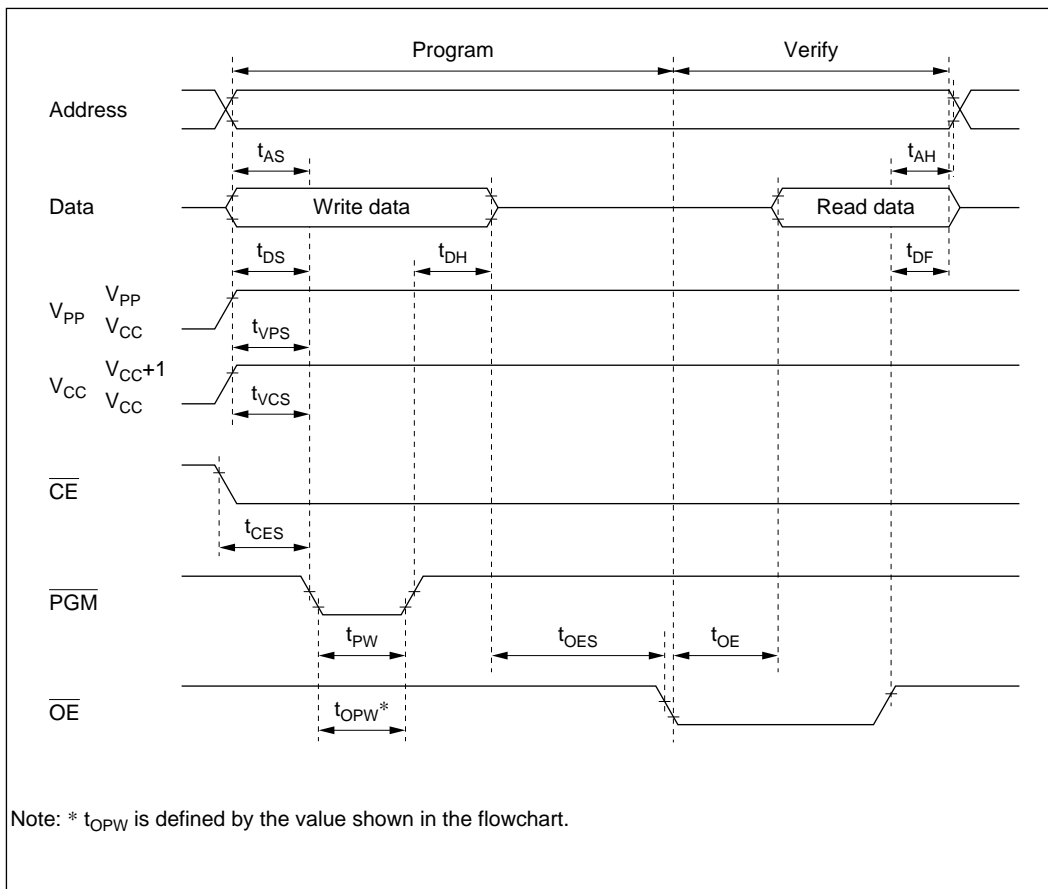 Program Verify
Address
tAS tAH
Data Write data Read data
tDS tDH tDF
VPP VPP
VCC
tVPS
VCC VCC+1
VCC
tVCS
CE
tCES
PGM
tPW tOES tOE
OE
tOPW*
Note: * tOPW is defined by the value shown in the flowchart.